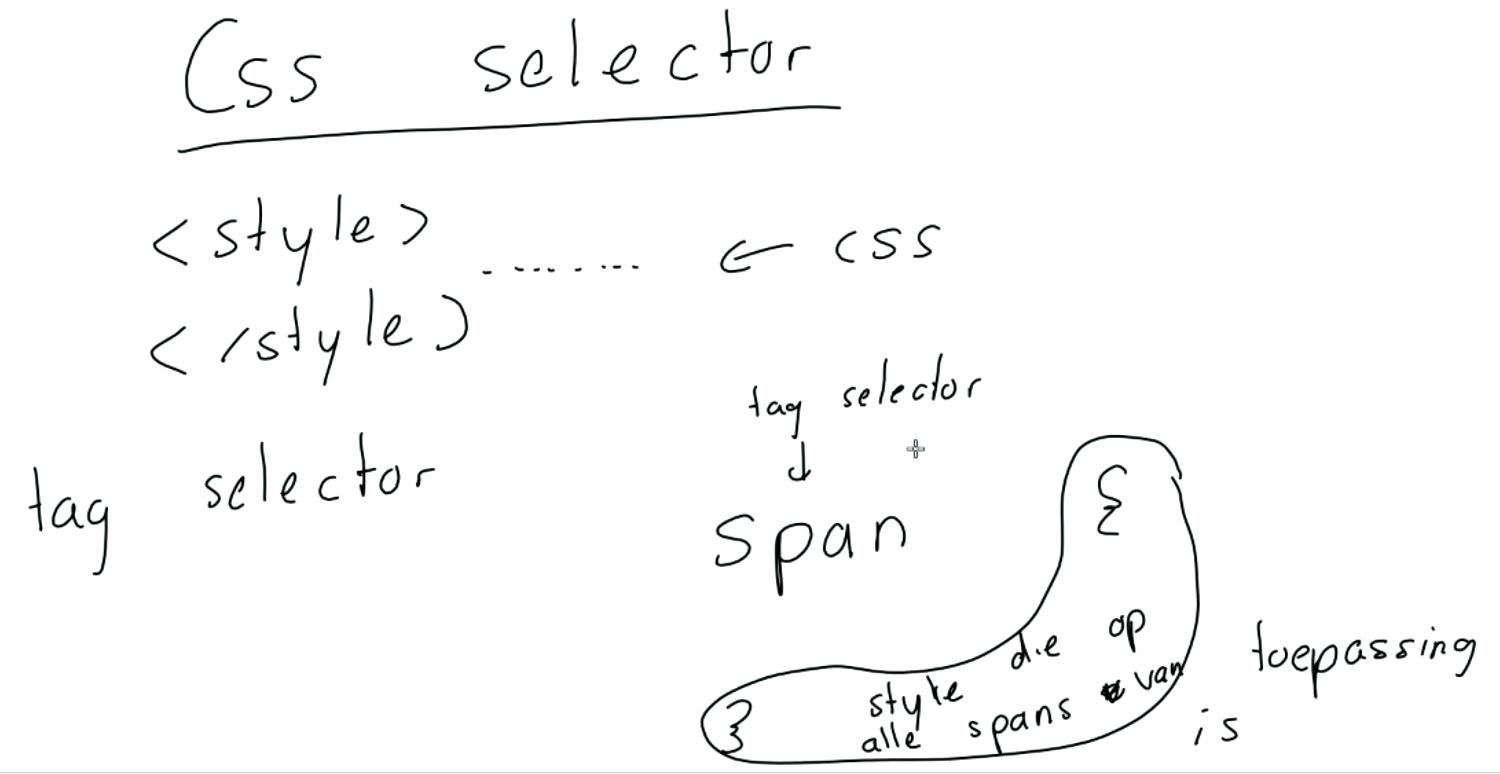 Css selector
<style>
........ ← css
</style>
tag selector
tag selector
↓
span {
style die op
alle spans van toepassing
is
}